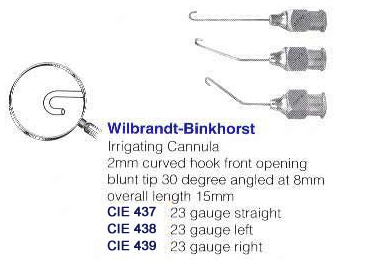 Wilbrandt-Binkhorst
Irrigating Cannula
2mm curved hook front opening
blunt tip 30 degree angled at 8mm
overall length 15mm
CIE 437 23 gauge straight
CIE 438 23 gauge left
CIE 439 23 gauge right